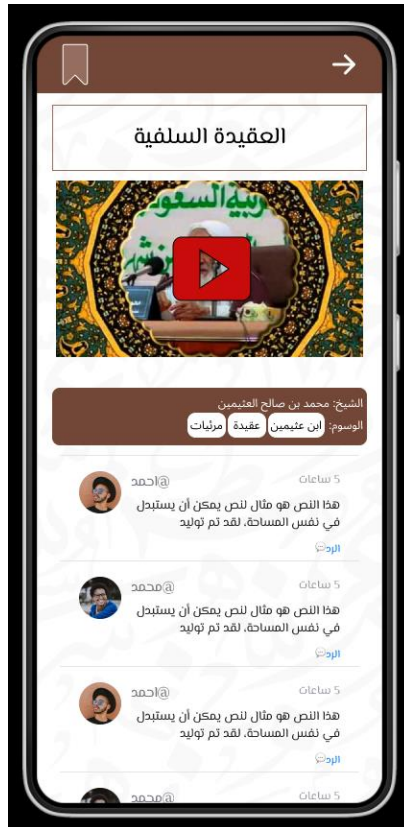 العقيدة السلفية
ربية السعو
الشيخ: محمد بن صالح العثيمين
الوسوم: ابن عثيمين عقيدة مرئيات
@احمد 5 ساعات
هذا النص هو مثال لنص يمكن أن يستبدل
في نفس المساحة، لقد تم توليد
الرد
@محمد 5 ساعات
هذا النص هو مثال لنص يمكن أن يستبدل
في نفس المساحة، لقد تم توليد
الرد
@احمد 5 ساعات
هذا النص هو مثال لنص يمكن أن يستبدل
في نفس المساحة، لقد تم توليد
الرد
@محمد 5 ساعات